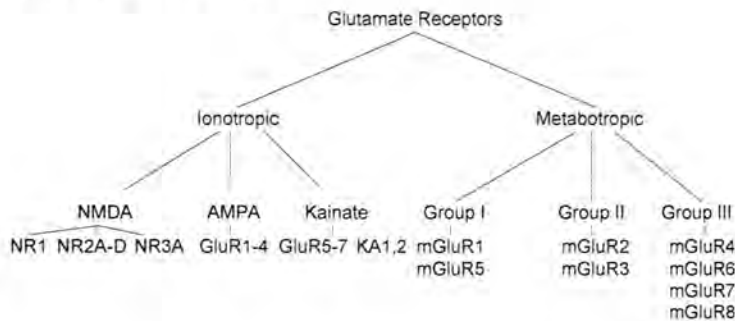 Glutamate Receptors
Ionotropic Metabotropic
NMDA AMPA Kainate Group I Group II Group III
NR1 NR2A-D NR3A GluR1-4 GluR5-7 KA1,2 mGluR1 mGluR2 mGluR4
mGluR5 mGluR3 mGluR6
mGluR7
mGluR8